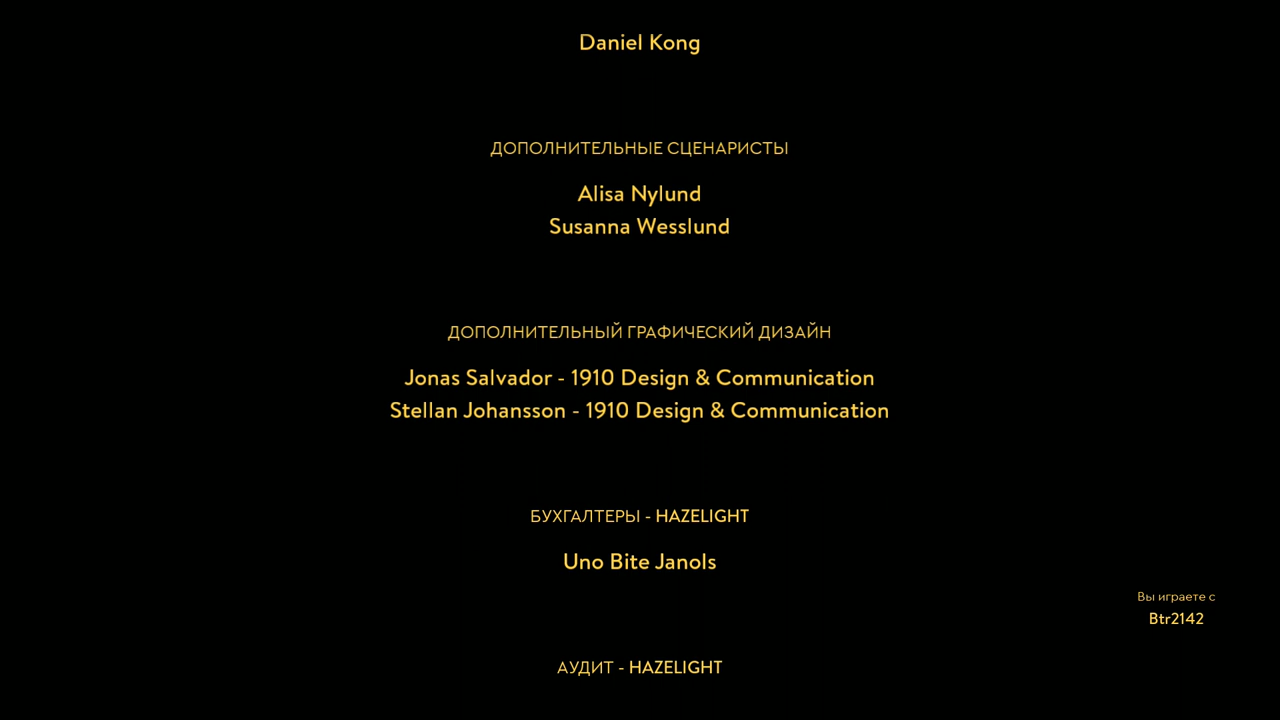 Daniel Kong
ДОПОЛНИТЕЛЬНЫЕ СЦЕНАРИСТЫ
Alisa Nylund
Susanna Wesslund
ДОПОЛНИТЕЛЬНЫЙ ГРАФИЧЕСКИЙ ДИЗАЙН
Jonas Salvador - 1910 Design & Communication
Stellan Johansson - 1910 Design & Communication
БУХГАЛТЕРЫ - HAZELIGHT
Uno Bite Janols
Вы играете с
Btr2142
АУДИТ - HAZELIGHT